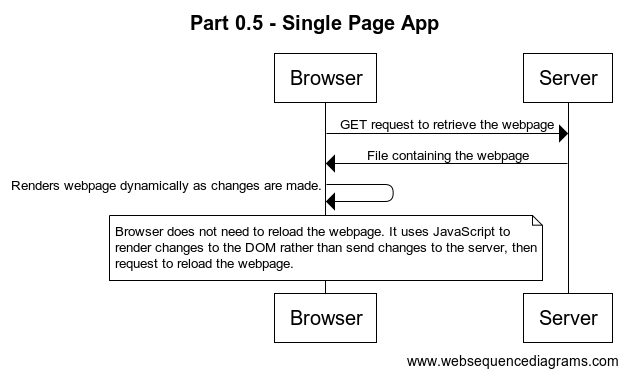 Part 0.5 - Single Page App
Browser
Server
GET request to retrieve the webpage
File containing the webpage
Renders webpage dynamically as changes are made.
Browser does not need to reload the webpage. It uses JavaScript to
render changes to the DOM rather than send changes to the server, then
request to reload the webpage.
Browser
Server
www.websequencediagrams.com